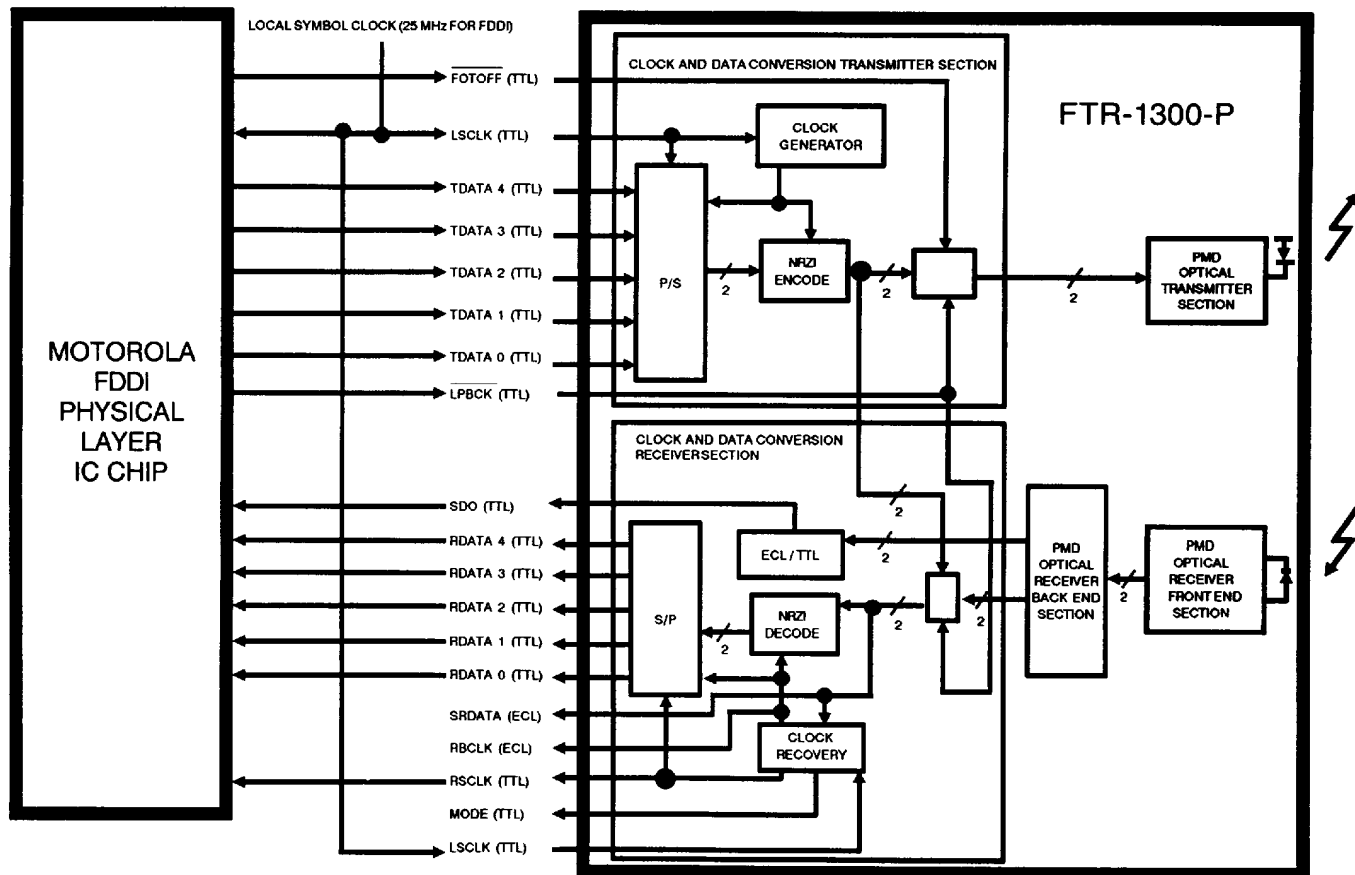 LOCAL SYMBOL CLOCK (25 MHz FOR FDDI)
MOTOROLA
FDDI
PHYSICAL
LAYER
IC CHIP
FOTOFF (TTL)
LSCLK (TTL)
TDATA 4 (TTL)
TDATA 3 (TTL)
TDATA 2 (TTL)
TDATA 1 (TTL)
TDATA 0 (TTL)
LPBCK (TTL)
SDO (TTL)
RDATA 4 (TTL)
RDATA 3 (TTL)
RDATA 2 (TTL)
RDATA 1 (TTL)
RDATA 0 (TTL)
SRDATA (ECL)
RBCLK (ECL)
RSCLK (TTL)
MODE (TTL)
LSCLK (TTL)
CLOCK AND DATA CONVERSION TRANSMITTER SECTION
FTR-1300-P
CLOCK
GENERATOR
P/S
2
NRZI
ENCODE
2
2
PMD
OPTICAL
TRANSMITTER
SECTION
CLOCK AND DATA CONVERSION
RECEIVER SECTION
2
ECL / TTL
2
S/P
2
NRZI
DECODE
2
2
PMD
OPTICAL
RECEIVER
BACK END
SECTION
2
PMD
OPTICAL
RECEIVER
FRONT END
SECTION
CLOCK
RECOVERY